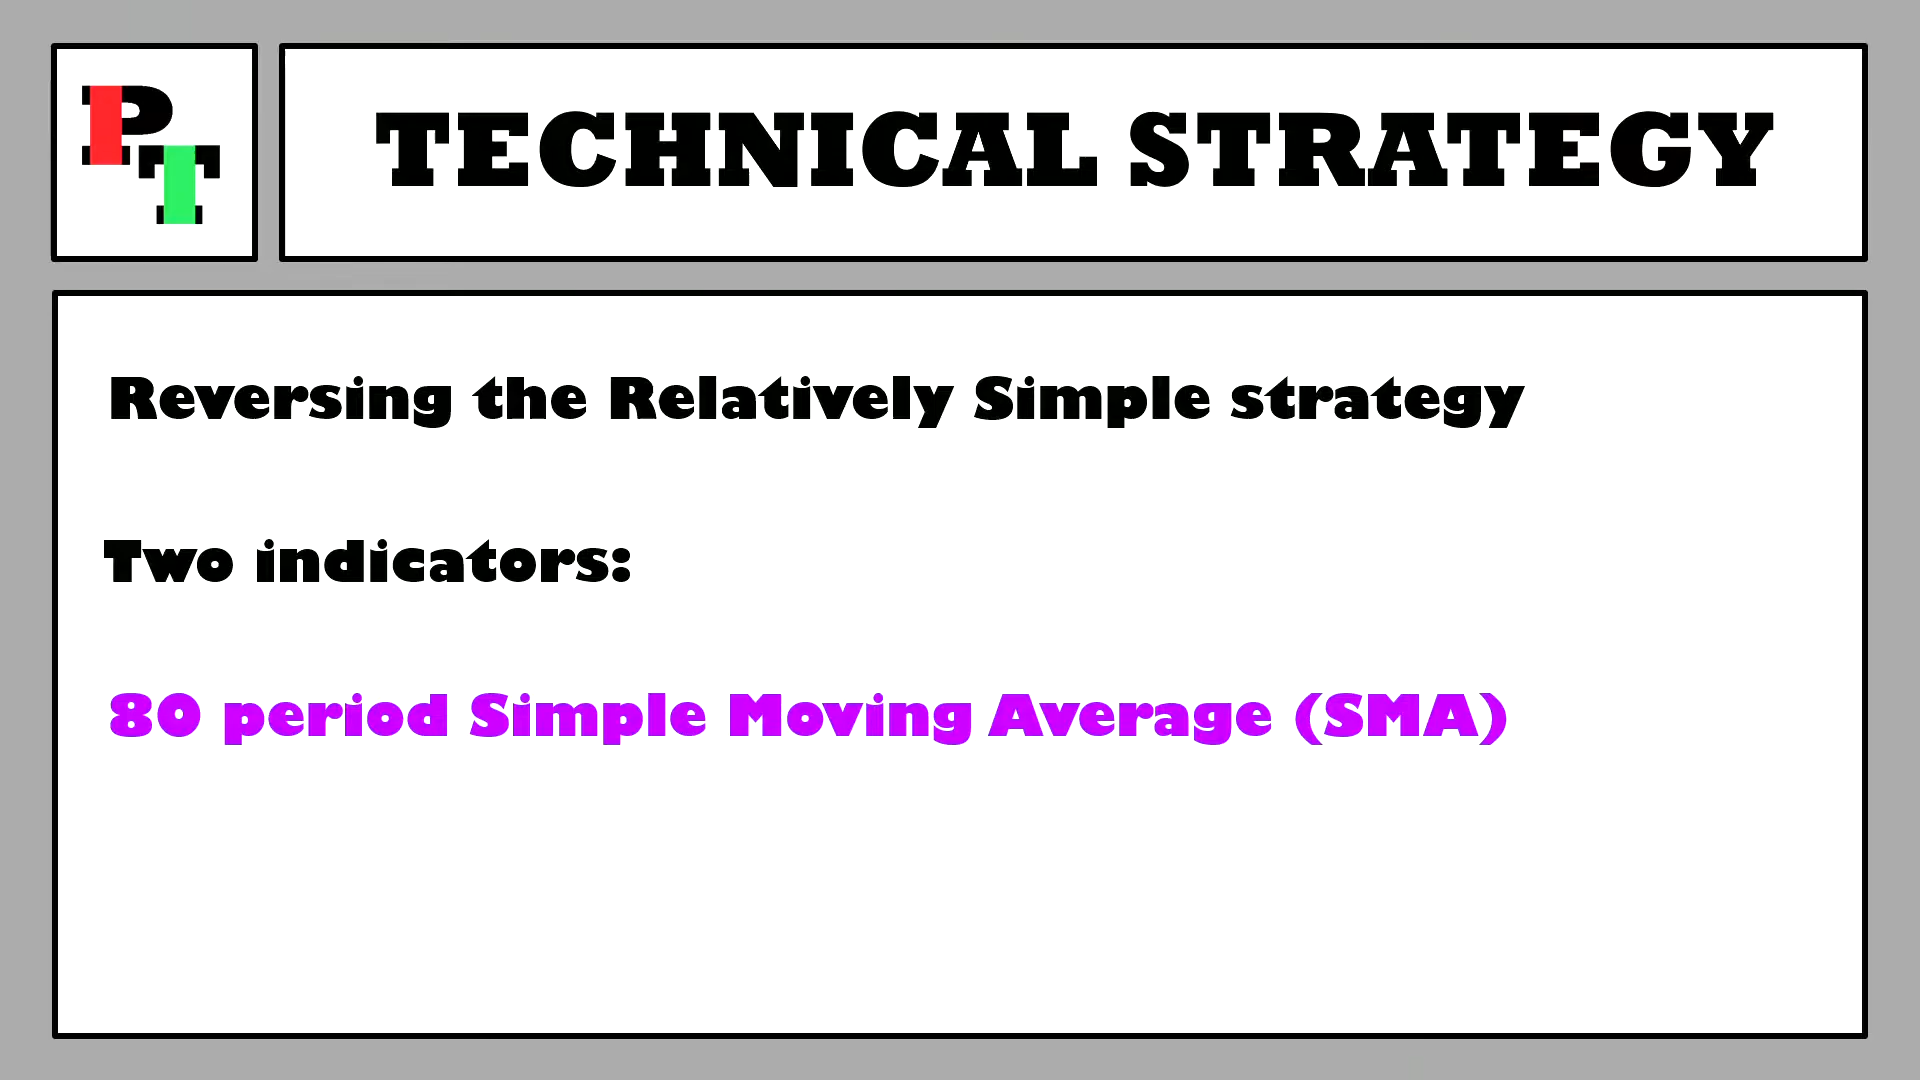 PT
TECHNICAL STRATEGY
Reversing the Relatively Simple strategy
Two indicators:
80 period Simple Moving Average (SMA)